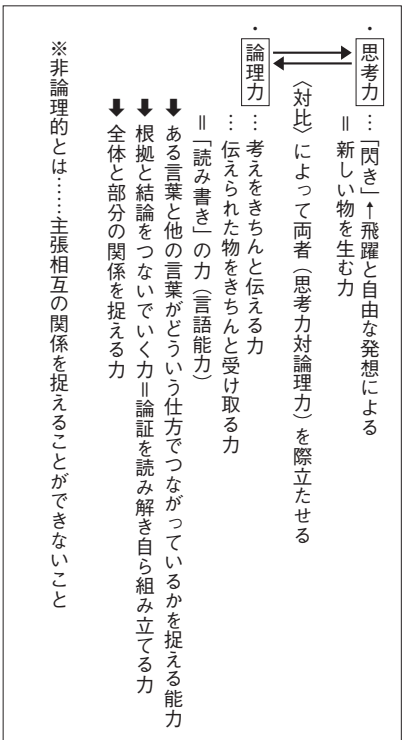 ・思考力…「閃き」↑飛躍と自由な発想による
＝新しい物を生む力
〈対比〉によって両者（思考力対論理力）を際立たせる
・論理力…考えをきちんと伝える力
…伝えられた物をきちんと受け取る力
＝「読み書き」の力（言語能力）
⬇ある言葉と他の言葉がどういう仕方でつながっているかを捉える能力
⬇根拠と結論をつないでいく力＝論証を読み解き自ら組み立てる力
⬇全体と部分の関係を捉える力
※非論理的とは……主張相互の関係を捉えることができないこと